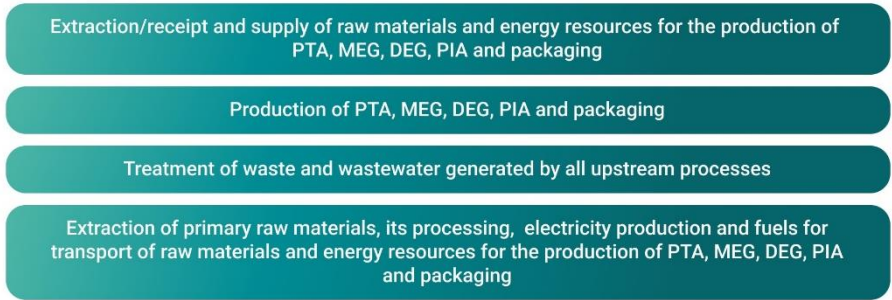 Extraction/receipt and supply of raw materials and energy resources for the production of
PTA, MEG, DEG, PIA and packaging
Production of PTA, MEG, DEG, PIA and packaging
Treatment of waste and wastewater generated by all upstream processes
Extraction of primary raw materials, its processing, electricity production and fuels for
transport of raw materials and energy resources for the production of PTA, MEG, DEG, PIA
and packaging